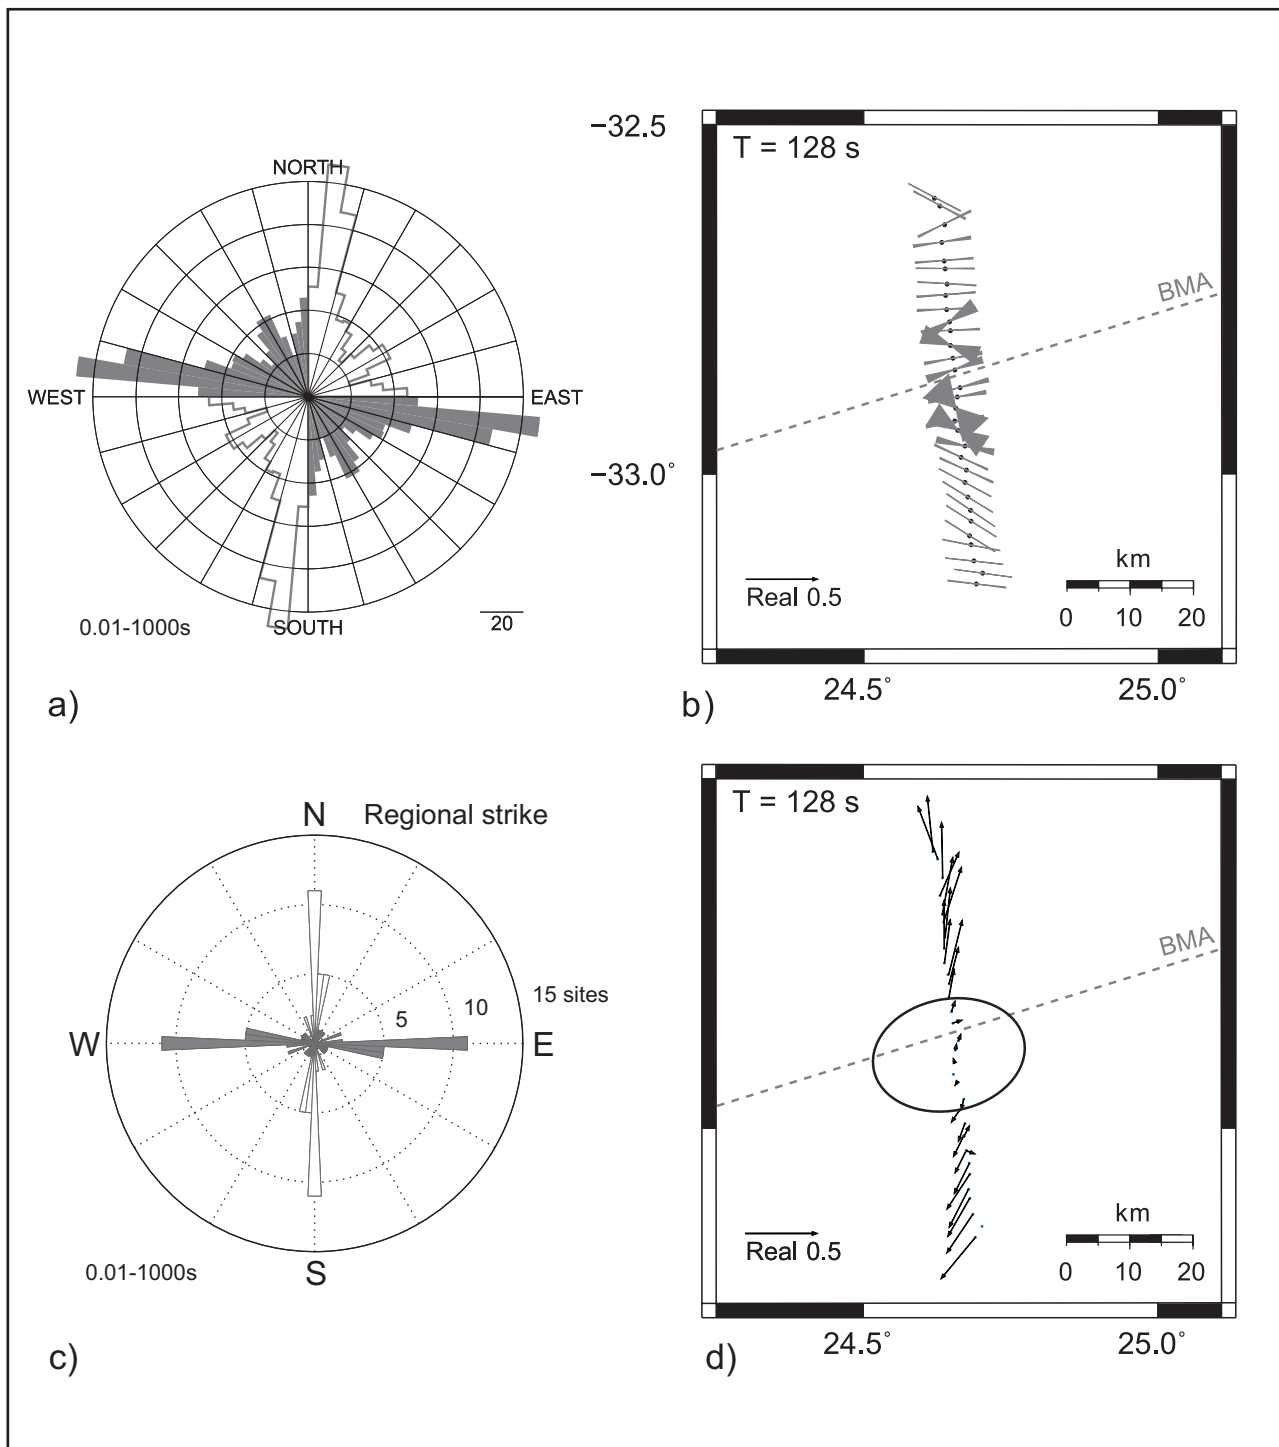 NORTH
WEST
EAST
SOUTH
0.01-1000s
20
a)
−32.5
T = 128 s
BMA
−33.0°
km
Real 0.5
0 10 20
24.5° 25.0°
b)
N
Regional strike
15 sites
10
5
W
E
S
0.01-1000s
c)
T = 128 s
BMA
km
Real 0.5
0 10 20
24.5° 25.0°
d)